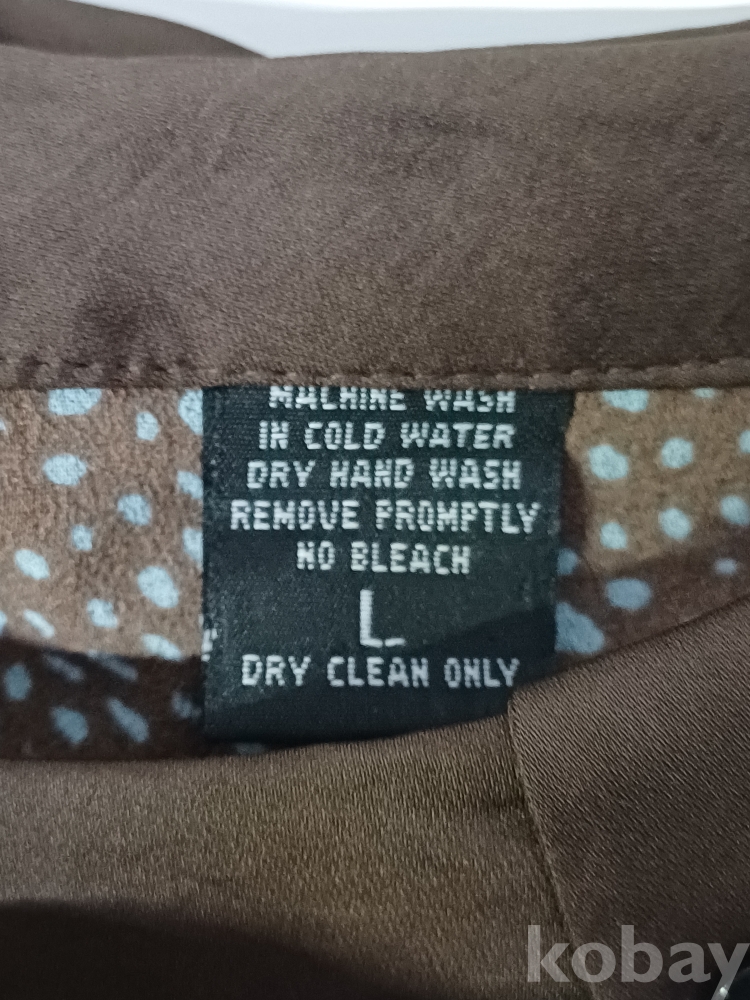 MACHINE WASH
IN COLD WATER
DRY HAND WASH
REMOVE PROMPTLY
NO BLEACH
L
DRY CLEAN ONLY
kobay